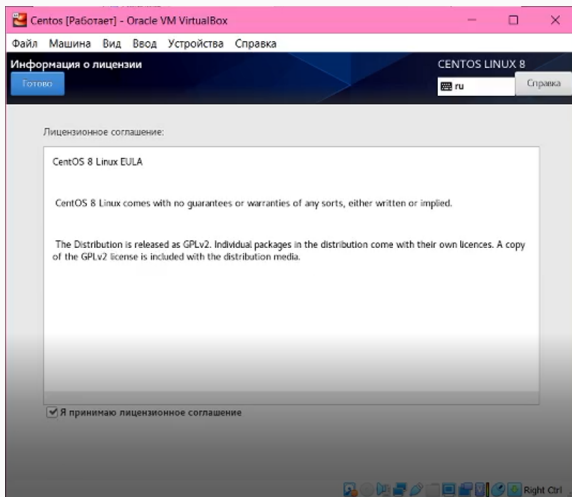 Centos [Работает] - Oracle VM VirtualBox
Файл Машина Вид Ввод Устройства Справка
Информация о лицензии
CENTOS LINUX 8
Готово
ru
Справка
Лицензионное соглашение:
CentOS 8 Linux EULA
CentOS 8 Linux comes with no guarantees or warranties of any sorts, either written or implied.
The Distribution is released as GPLv2. Individual packages in the distribution come with their own licences. A copy
of the GPLv2 license is included with the distribution media.
Я принимаю лицензионное соглашение
Right Ctrl